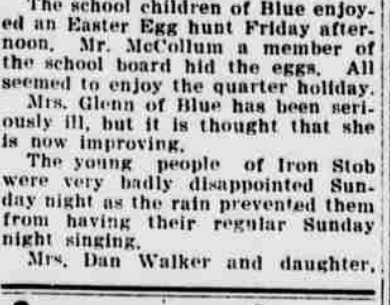 The school children of Blue enjoy-
ed an Easter Egg hunt Friday after-
noon. Mr. McCollum a member of
the school board hid the eggs. All
seemed to enjoy the quarter holiday.
Mrs. Glenn of Blue has been seri-
ously ill, but it is thought that she
is now improving.
The young people of Iron Stob
were very badly disappointed Sun-
day night as the rain prevented them
from having their regular Sunday
night singing.
Mrs. Dan Walker and daughter,